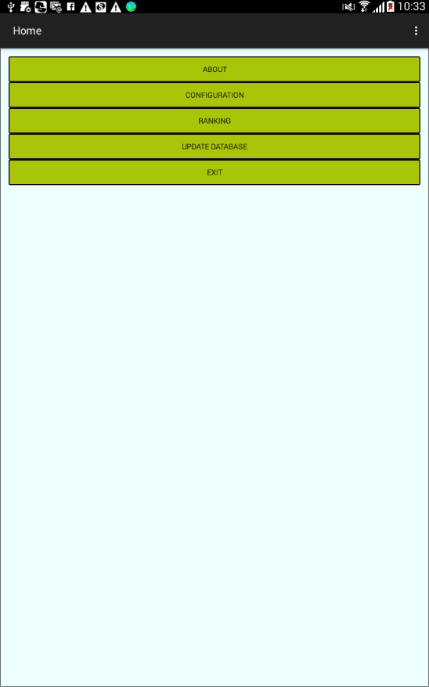 10:33
Home
ABOUT
CONFIGURATION
RANKING
UPDATE DATABASE
EXIT